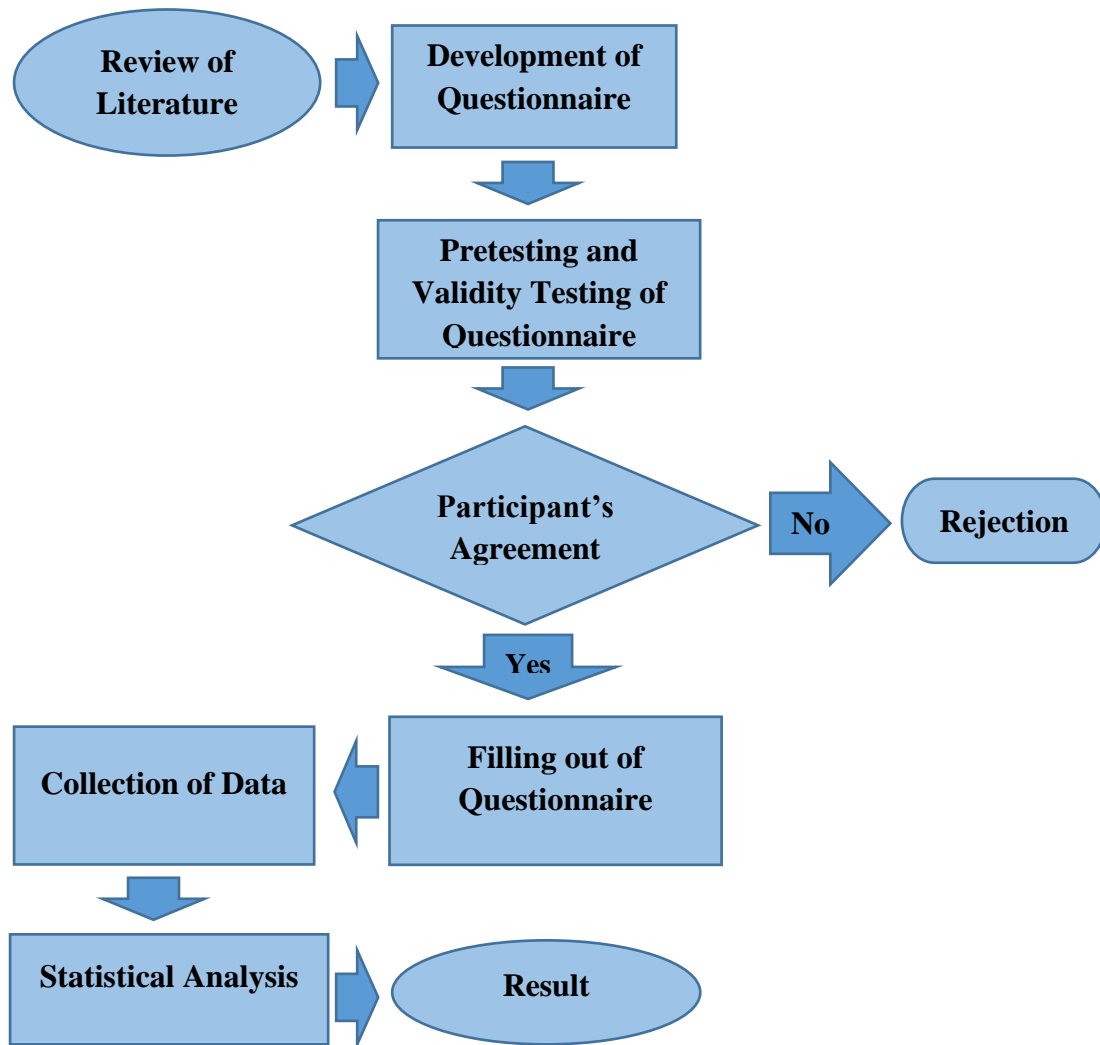 Review of
Literature
Development of
Questionnaire
Pretesting and
Validity Testing of
Questionnaire
Participant’s
Agreement
No
Rejection
Yes
Filling out of
Questionnaire
Collection of Data
Statistical Analysis
Result